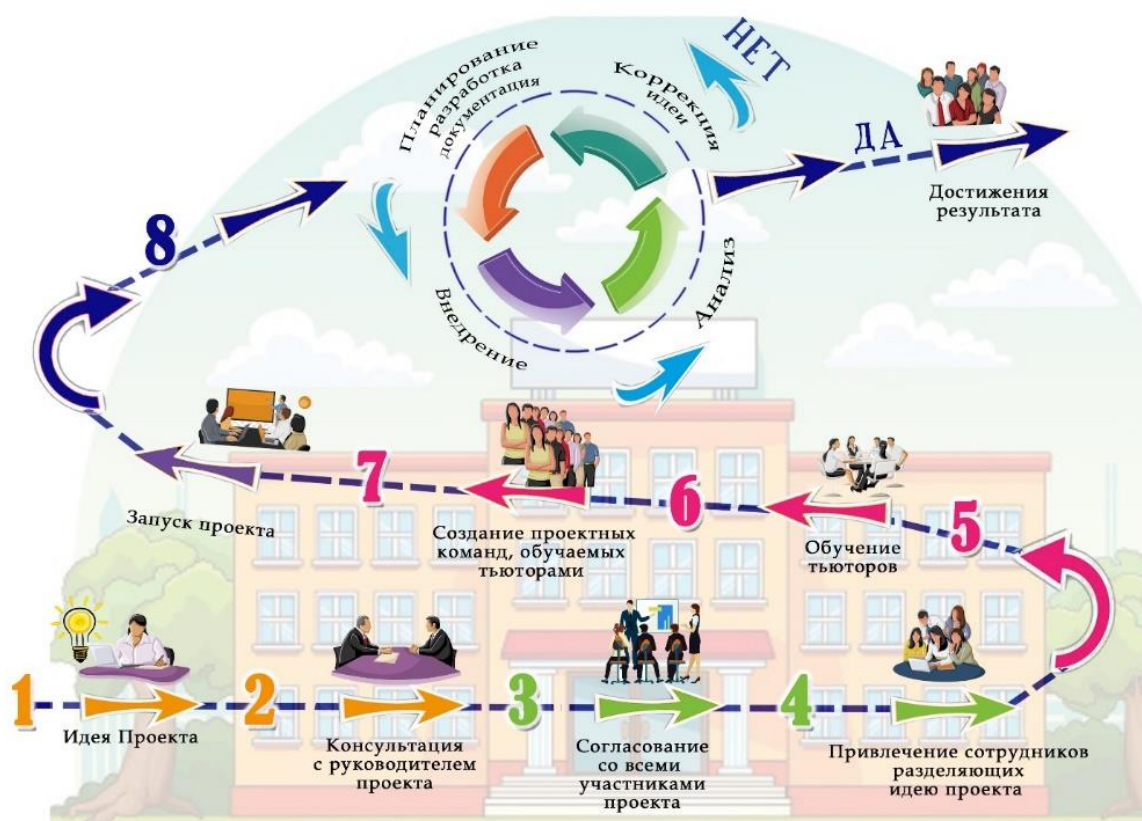 1
Идея Проекта
2
Консультация
с руководителем
проекта
3
Согласование
со всеми
участниками
проекта
4
Привлечение сотрудников
разделяющих
идею проекта
5
Обучение
тьюторов
6
Создание проектных
команд, обучаемых
тьюторами
7
Запуск проекта
8
Планирование
разработка
документация
Внедрение
Анализ
Коррекция
идеи
НЕТ
ДА
Достижения
результата